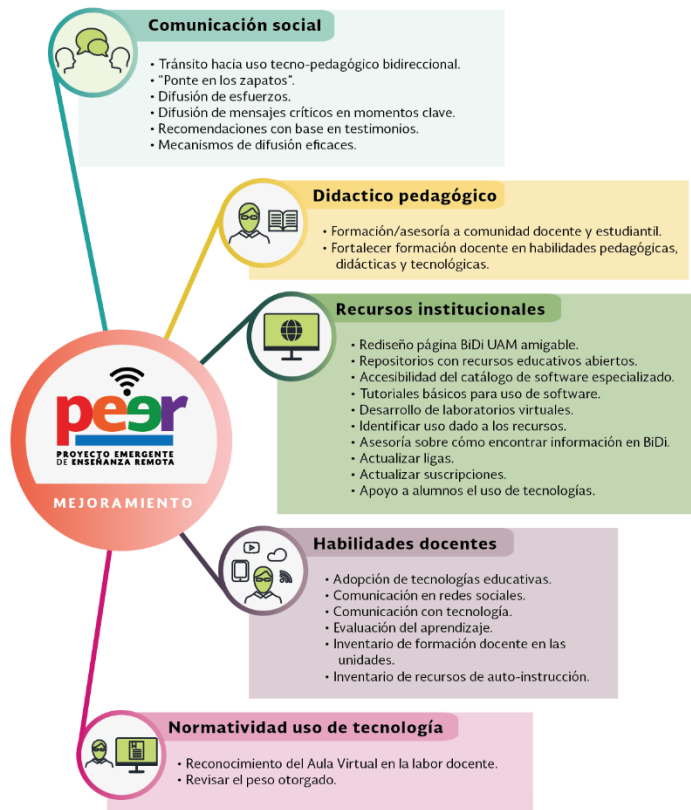 Comunicación social
• Tránsito hacia uso tecno-pedagógico bidireccional.
• "Ponte en los zapatos".
• Difusión de esfuerzos.
• Difusión de mensajes críticos en momentos clave.
• Recomendaciones con base en testimonios.
• Mecanismos de difusión eficaces.
Didactico pedagógico
• Formación/asesoría a comunidad docente y estudiantil.
• Fortalecer formación docente en habilidades pedagógicas,
didácticas y tecnológicas.
Recursos institucionales
• Rediseño página BiDi UAM amigable.
• Repositorios con recursos educativos abiertos.
• Accesibilidad del catálogo de software especializado.
• Tutoriales básicos para uso de software.
• Desarrollo de laboratorios virtuales.
• Identificar uso dado a los recursos.
• Asesoría sobre cómo encontrar información en BiDi.
• Actualizar ligas.
• Actualizar suscripciones.
• Apoyo a alumnos el uso de tecnologías.
peer
PROYECTO EMERGENTE
DE ENSEÑANZA REMOTA
MEJORAMIENTO
Habilidades docentes
• Adopción de tecnologías educativas.
• Comunicación en redes sociales.
• Comunicación con tecnología.
• Evaluación del aprendizaje.
• Inventario de formación docente en las
unidades.
• Inventario de recursos de auto-instrucción.
Normatividad uso de tecnología
• Reconocimiento del Aula Virtual en la labor docente.
• Revisar el peso otorgado.